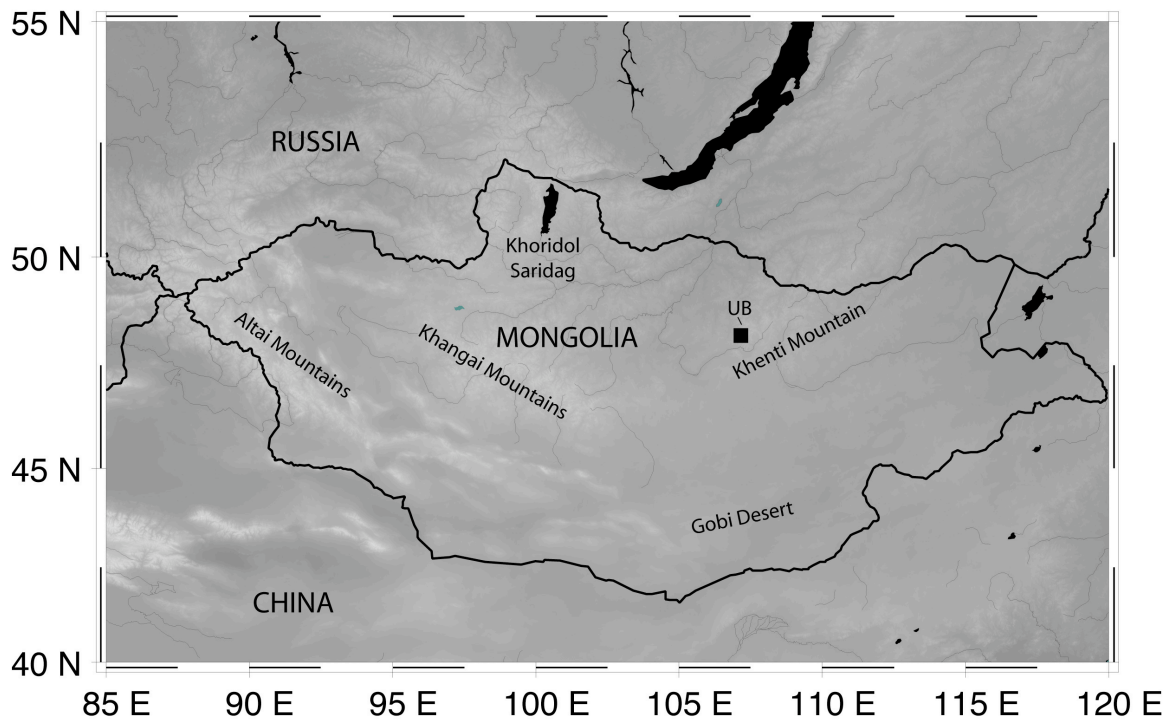 55 N
RUSSIA
50 N
Khoridol
Saridag
UB
MONGOLIA
Khenti Mountain
Altai Mountains
Khangai Mountains
45 N
Gobi Desert
CHINA
40 N
85 E 90 E 95 E 100 E 105 E 110 E 115 E 120 E